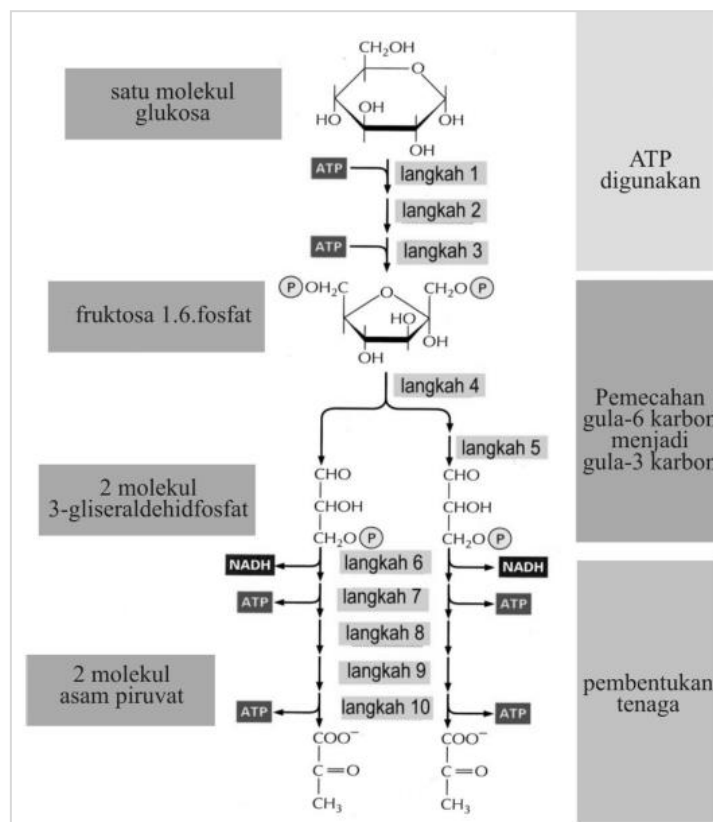 CH₂OH
O
satu molekul
glukosa
OH
HO
OH
OH
ATP
langkah 1
ATP
digunakan
langkah 2
ATP
langkah 3
P OH₂C
O
CH₂O P
fruktosa 1.6.fosfat
HO
OH
OH
langkah 4
Pemecahan
gula-6 karbon
menjadi
gula-3 karbon
langkah 5
2 molekul
3-gliseraldehidfosfat
CHO
CHOH
CH₂O P
CHO
CHOH
CH₂O P
NADH
langkah 6
NADH
ATP
langkah 7
ATP
langkah 8
2 molekul
asam piruvat
langkah 9
pembentukan
tenaga
ATP
langkah 10
ATP
COO⁻
C=O
CH₃
COO⁻
C=O
CH₃